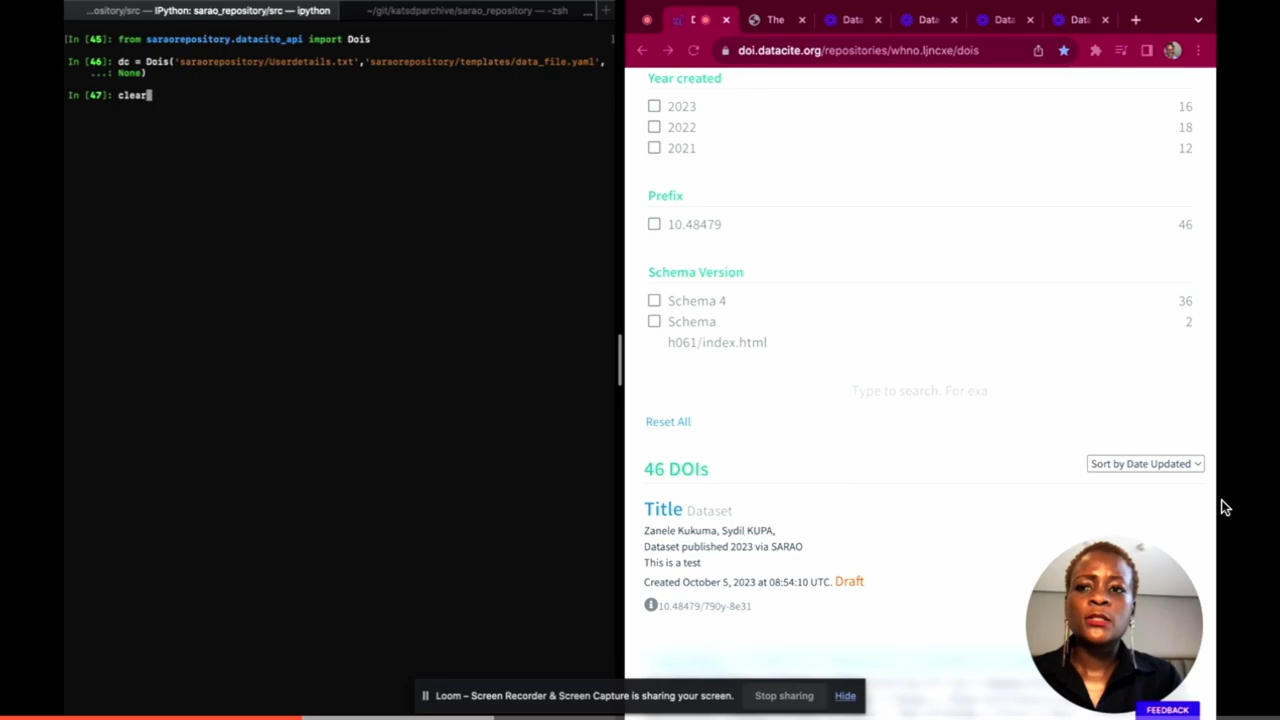 ...ository/src — IPython: sarao_repository/src — ipython
~/git/katsdparchive/sarao_repository — -zsh
...
In [45]: from saraorepository.datacite_api import Dois
In [46]: dc = Dois('saraorepository/Userdetails.txt','saraorepository/templates/data_file.yaml',
...: None)
In [47]: clear
The
Data
Data
Data
Data
doi.datacite.org/repositories/whno.ljncxe/dois
Year created
2023 16
2022 18
2021 12
Prefix
10.48479 46
Schema Version
Schema 4 36
Schema 2
h061/index.html
Type to search. For exa
Reset All
46 DOIs
Sort by Date Updated
Title Dataset
Zanele Kukuma, Sydil KUPA,
Dataset published 2023 via SARAO
This is a test
Created October 5, 2023 at 08:54:10 UTC. Draft
10.48479/790y-8e31
Loom – Screen Recorder & Screen Capture is sharing your screen. Stop sharing Hide
FEEDBACK